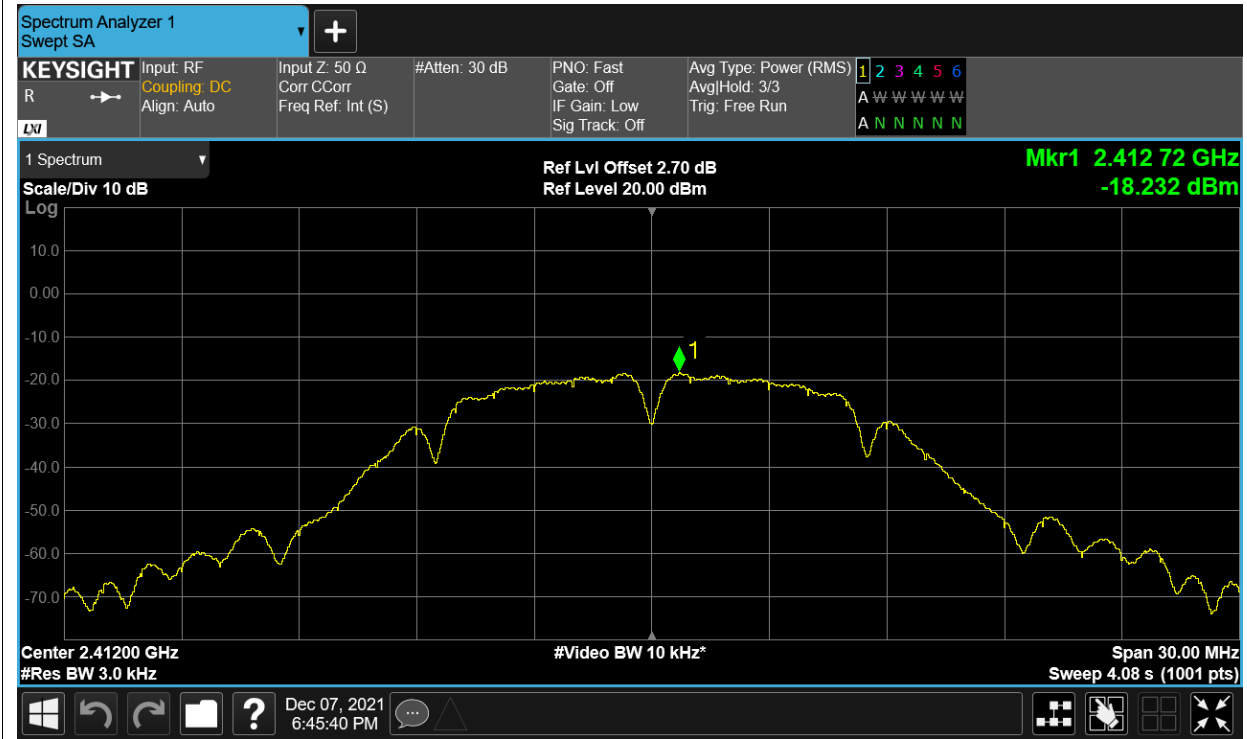 Spectrum Analyzer 1
Swept SA
+
KEYSIGHT
R
LXI
Input: RF
Coupling: DC
Align: Auto
Input Z: 50 Ω
Corr CCorr
Freq Ref: Int (S)
#Atten: 30 dB
PNO: Fast
Gate: Off
IF Gain: Low
Sig Track: Off
Avg Type: Power (RMS)
Avg|Hold: 3/3
Trig: Free Run
1 2 3 4 5 6
A W W W W W
A N N N N N
1 Spectrum
Scale/Div 10 dB
Ref Lvl Offset 2.70 dB
Ref Level 20.00 dBm
Mkr1 2.412 72 GHz
-18.232 dBm
Log
10.0
0.00
-10.0
1
-20.0
-30.0
-40.0
-50.0
-60.0
-70.0
Center 2.41200 GHz
#Res BW 3.0 kHz
#Video BW 10 kHz*
Span 30.00 MHz
Sweep 4.08 s (1001 pts)
?
Dec 07, 2021
6:45:40 PM